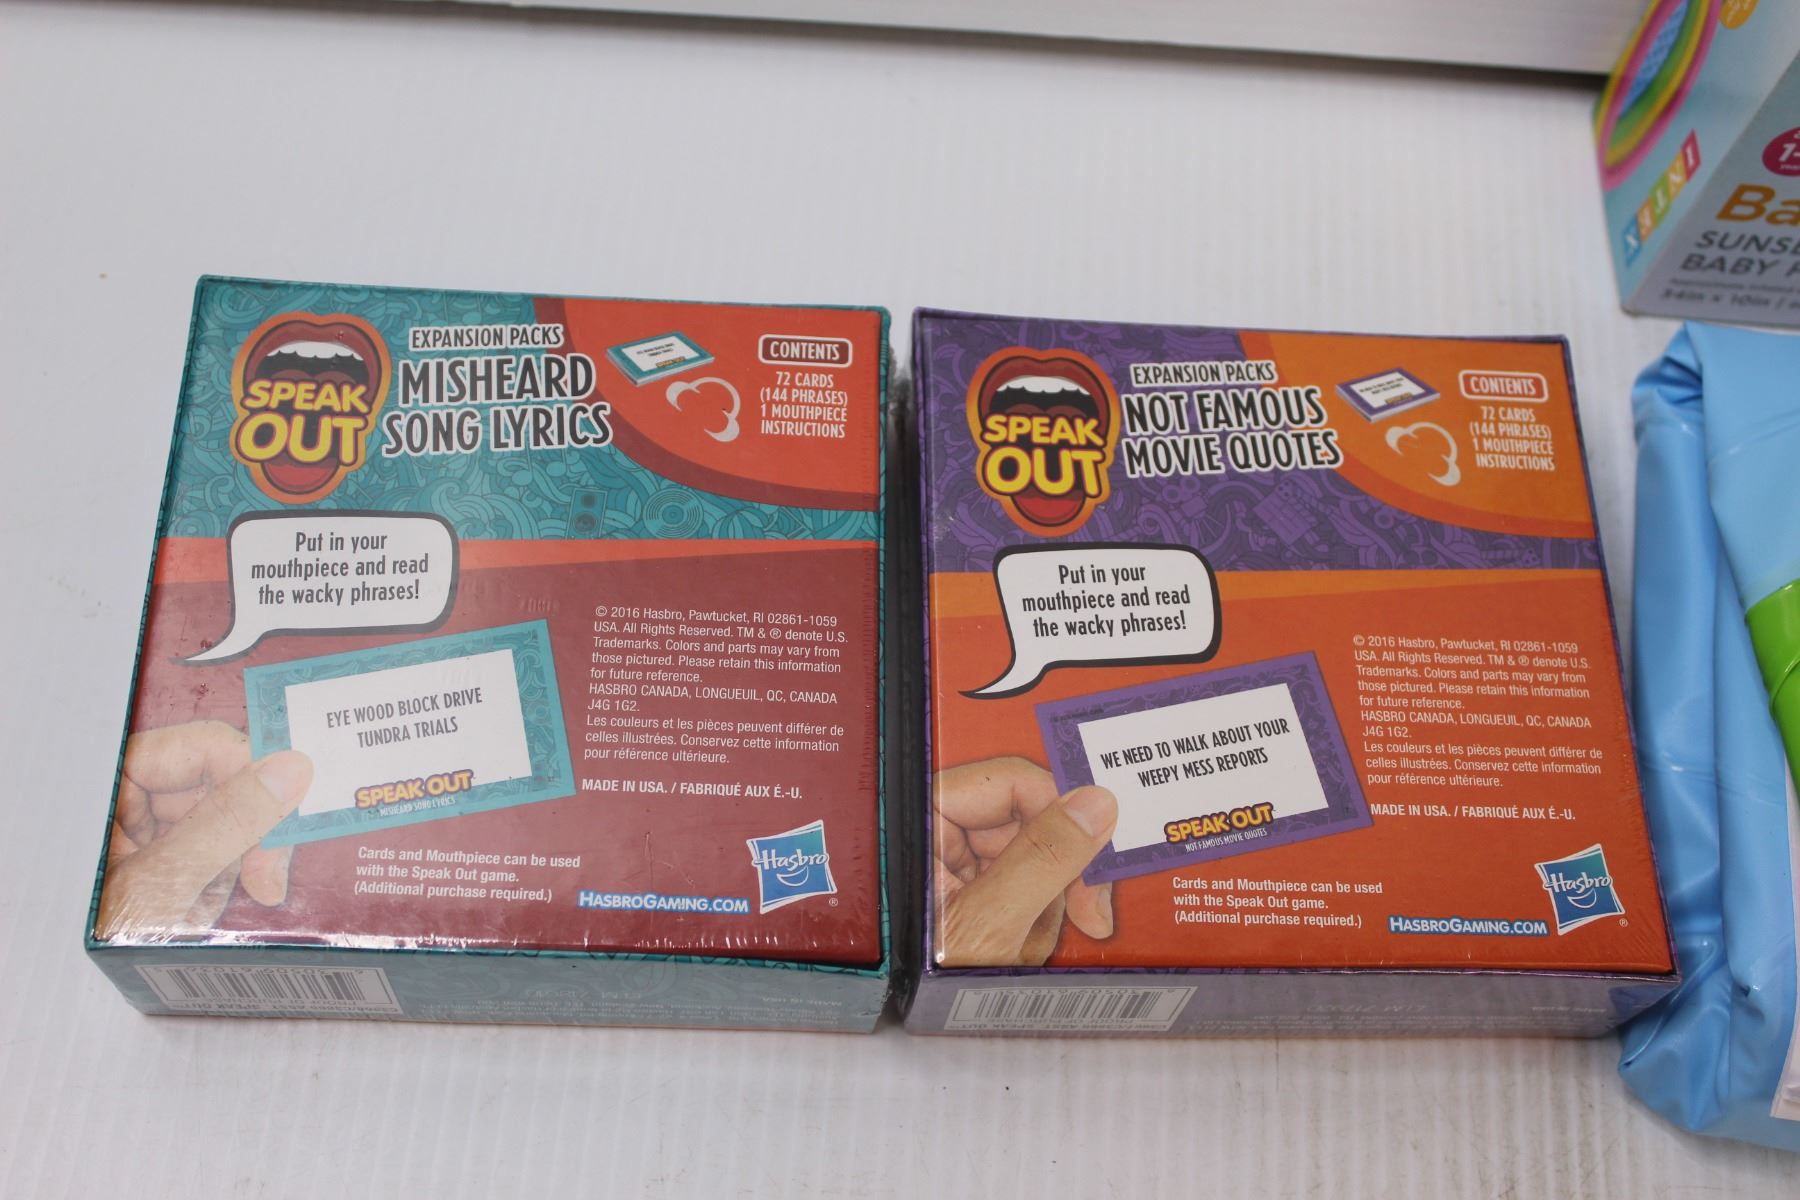 EXPANSION PACKS
MISHEARD
SONG LYRICS
SPEAK
OUT
CONTENTS
72 CARDS
(144 PHRASES)
1 MOUTHPIECE
INSTRUCTIONS
Put in your
mouthpiece and read
the wacky phrases!
EYE WOOD BLOCK DRIVE
TUNDRA TRIALS
SPEAK OUT
MISHEARD SONG LYRICS
© 2016 Hasbro, Pawtucket, RI 02861-1059
USA. All Rights Reserved. TM & ® denote U.S.
Trademarks. Colors and parts may vary from
those pictured. Please retain this information
for future reference.
HASBRO CANADA, LONGUEUIL, QC, CANADA
J4G 1G2.
Les couleurs et les pièces peuvent différer de
celles illustrées. Conservez cette information
pour référence ultérieure.
MADE IN USA. / FABRIQUÉ AUX É.-U.
Cards and Mouthpiece can be used
with the Speak Out game.
(Additional purchase required.)
HASBROGAMING.COM
Hasbro
®
EXPANSION PACKS
NOT FAMOUS
MOVIE QUOTES
SPEAK
OUT
CONTENTS
72 CARDS
(144 PHRASES)
1 MOUTHPIECE
INSTRUCTIONS
Put in your
mouthpiece and read
the wacky phrases!
WE NEED TO WALK ABOUT YOUR
WEEPY MESS REPORTS
SPEAK OUT
NOT FAMOUS MOVIE QUOTES
© 2016 Hasbro, Pawtucket, RI 02861-1059
USA. All Rights Reserved. TM & ® denote U.S.
Trademarks. Colors and parts may vary from
those pictured. Please retain this information
for future reference.
HASBRO CANADA, LONGUEUIL, QC, CANADA
J4G 1G2.
Les couleurs et les pièces peuvent différer de
celles illustrées. Conservez cette information
pour référence ultérieure.
MADE IN USA. / FABRIQUÉ AUX É.-U.
Cards and Mouthpiece can be used
with the Speak Out game.
(Additional purchase required.)
HASBROGAMING.COM
Hasbro
®
INTEX
Ba
SUNS
BABY